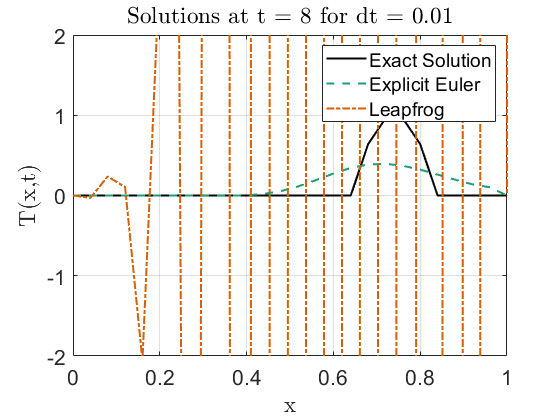 Solutions at t = 8 for dt = 0.01
T(x,t)
2
1
0
-1
-2
Exact Solution
Explicit Euler
Leapfrog
0
0.2
0.4
0.6
0.8
1
x